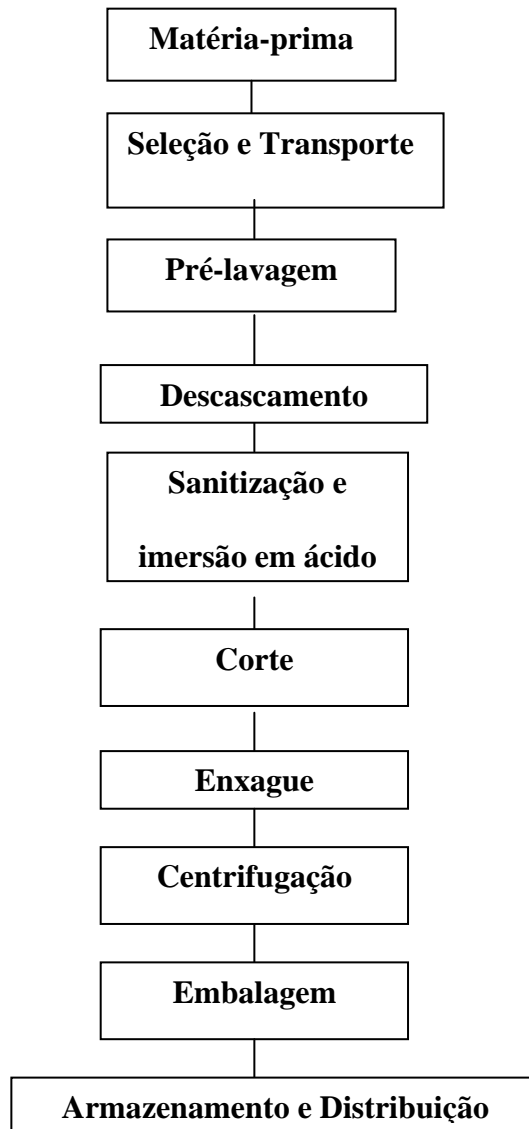 Matéria-prima
Seleção e Transporte
Pré-lavagem
Descascamento
Sanitização e
imersão em ácido
Corte
Enxague
Centrifugação
Embalagem
Armazenamento e Distribuição